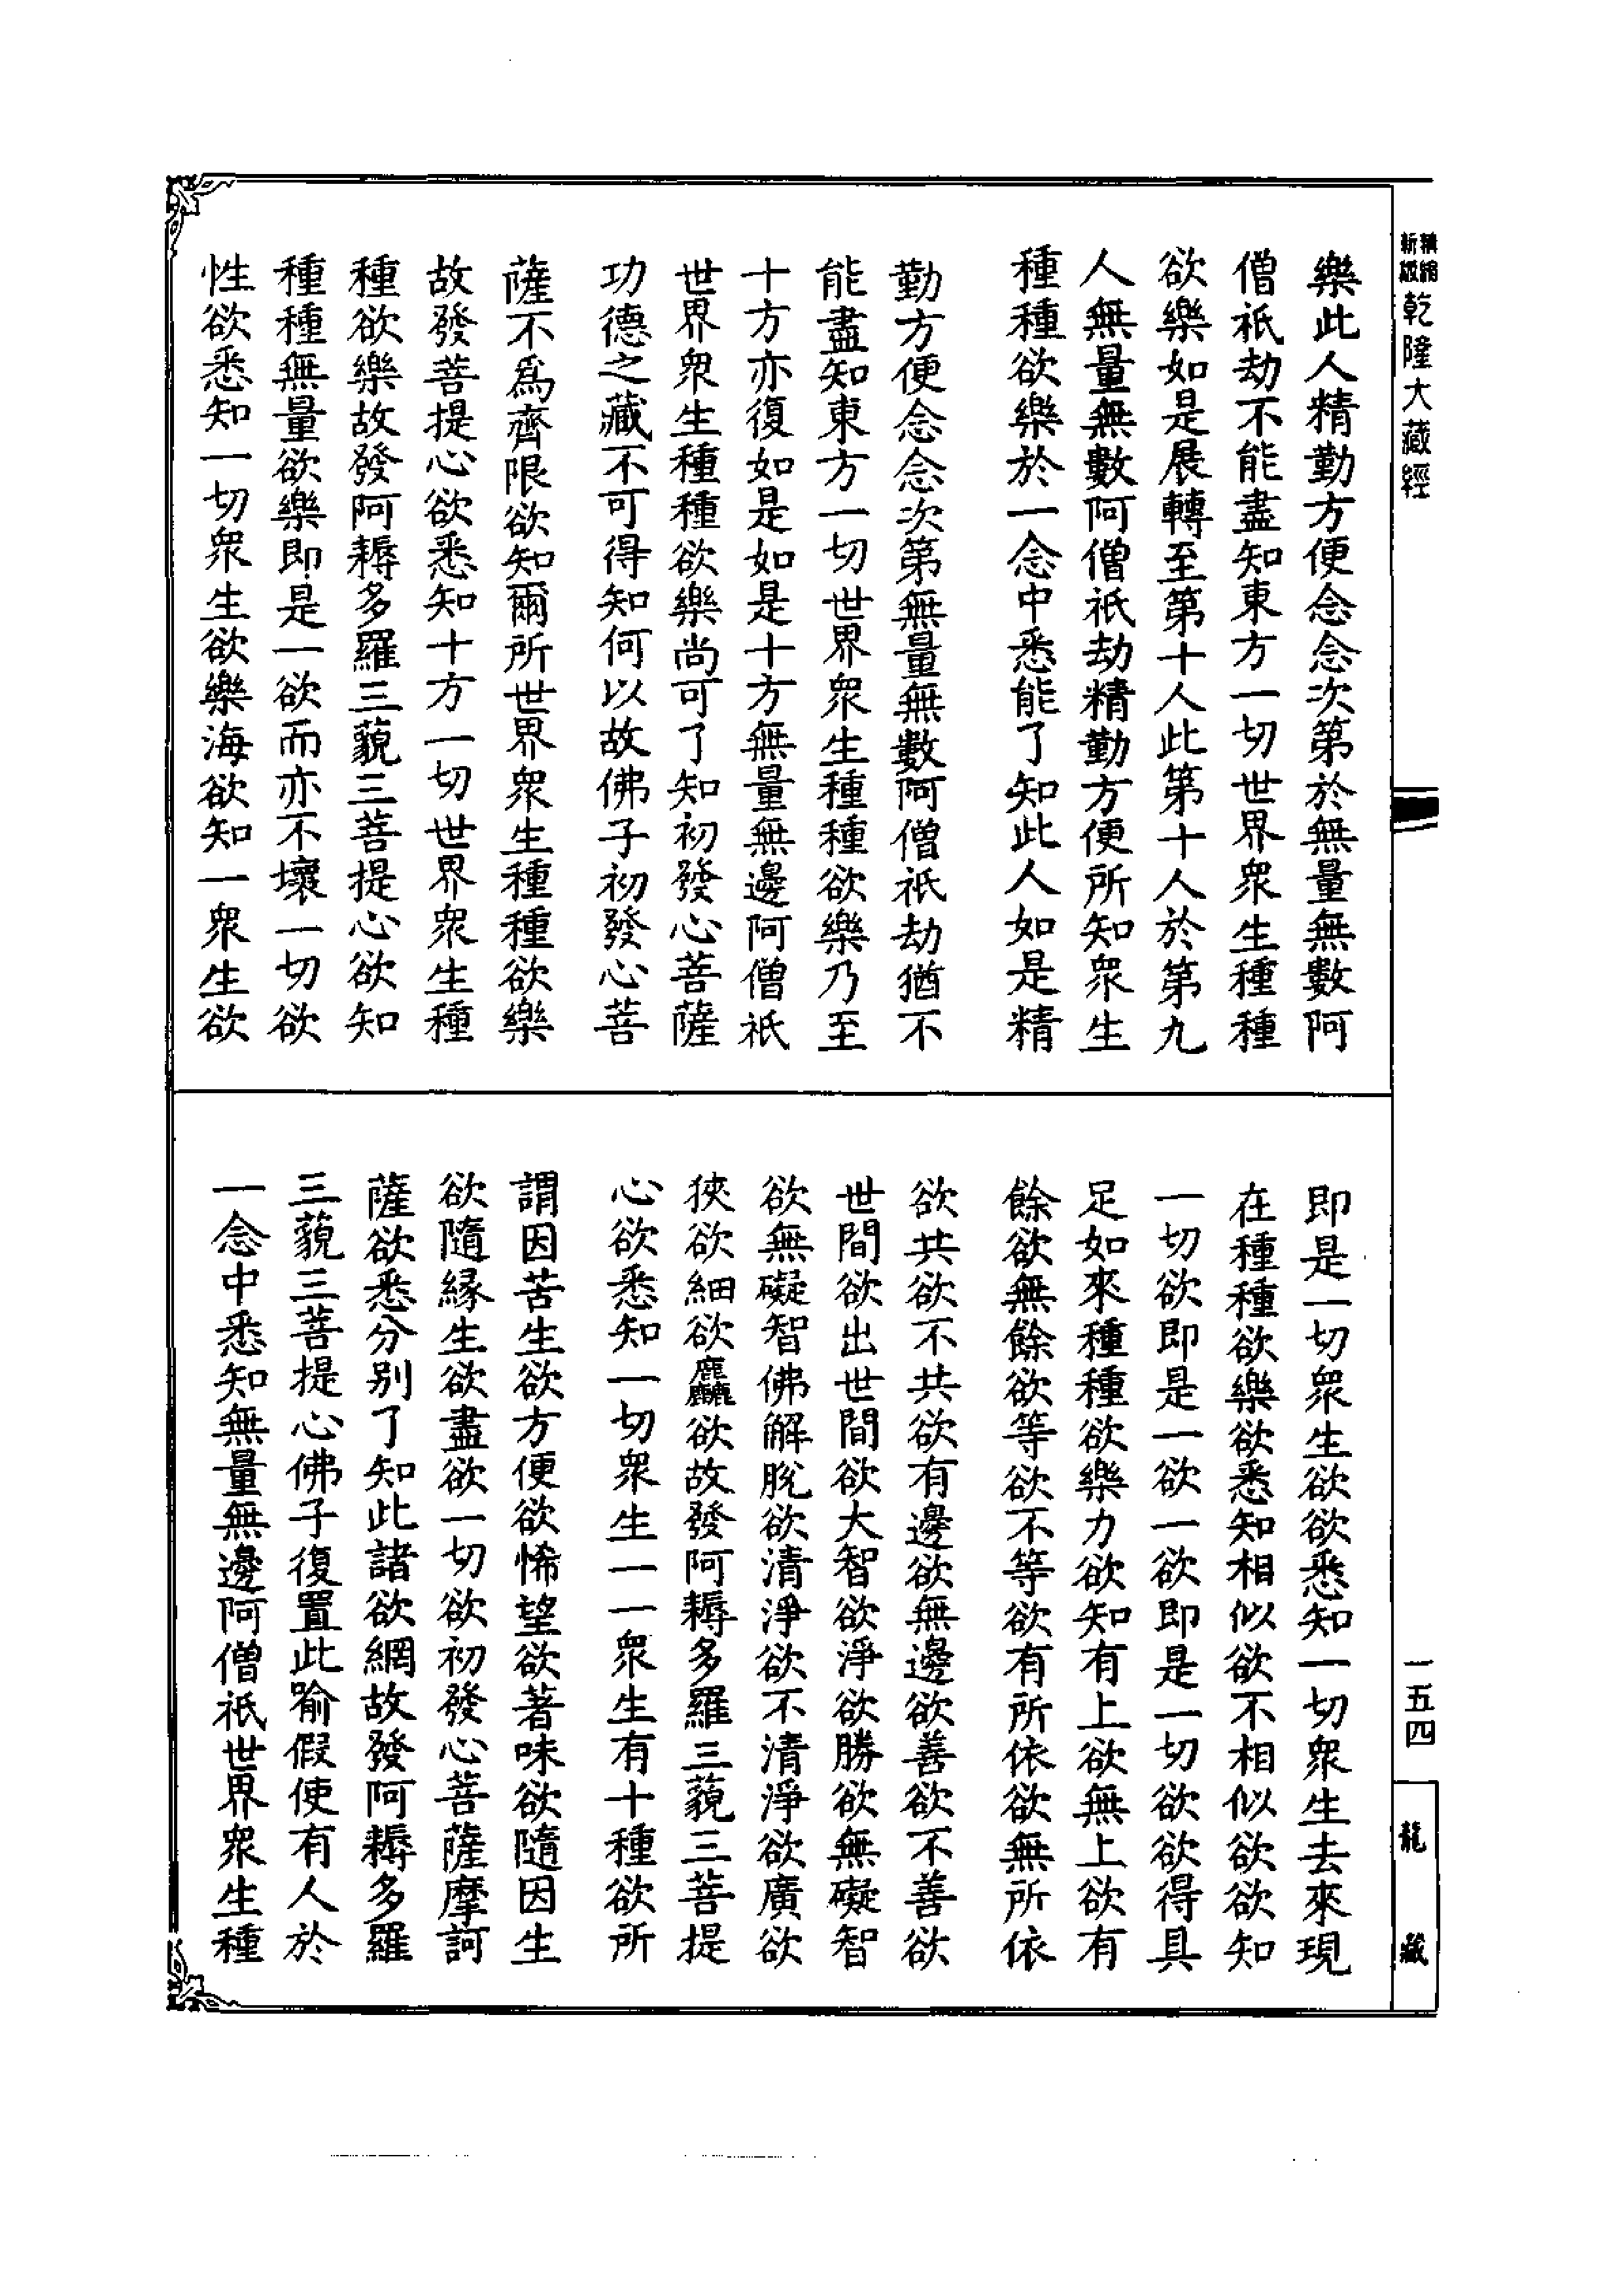 新版精縮
乾隆大藏經
一五四
龍藏
樂此人精勤方便念念次第於無量無數阿
僧祇劫不能盡知東方一切世界衆生種種
欲樂如是展轉至第十人此第十人於第九
人無量無數阿僧祇劫精勤方便所知衆生
種種欲樂於一念中悉能了知此人如是精
勤方便念念次第無量無數阿僧祇劫猶不
能盡知東方一切世界衆生種種欲樂乃至
十方亦復如是如是十方無量無邊阿僧祇
世界衆生種種欲樂尚可了知初發心菩薩
功德之藏不可得知何以故佛子初發心菩
薩不爲齊限欲知爾所世界衆生種種欲樂
故發菩提心欲悉知十方一切世界衆生種
種欲樂故發阿耨多羅三藐三菩提心欲知
種種無量欲樂即是一欲而亦不壞一切欲
性欲悉知一切衆生欲樂海欲知一衆生欲
即是一切衆生欲欲悉知一切衆生去來現
在種種欲樂欲悉知相似欲不相似欲欲知
一切欲即是一欲一欲即是一切欲欲得具
足如來種種欲樂力欲知有上欲無上欲有
餘欲無餘欲等欲不等欲有所依欲無所依
欲共欲不共欲有邊欲無邊欲善欲不善欲
世間欲出世間欲大智欲淨欲勝欲無礙智
欲無礙智佛解脫欲清淨欲不清淨欲廣欲
狹欲細欲麤欲故發阿耨多羅三藐三菩提
心欲悉知一切衆生一一衆生有十種欲所
謂因苦生欲方便欲悕望欲著味欲隨因生
欲隨緣生欲盡欲一切欲初發心菩薩摩訶
薩欲悉分別了知此諸欲網故發阿耨多羅
三藐三菩提心佛子復置此喻假使有人於
一念中悉知無量無邊阿僧祇世界衆生種